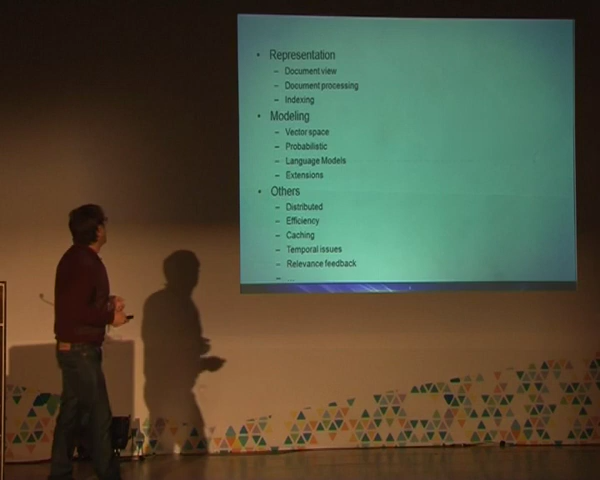 • Representation
– Document view
– Document processing
– Indexing
• Modeling
– Vector space
– Probabilistic
– Language Models
– Extensions
• Others
– Distributed
– Efficiency
– Caching
– Temporal issues
– Relevance feedback
– ...